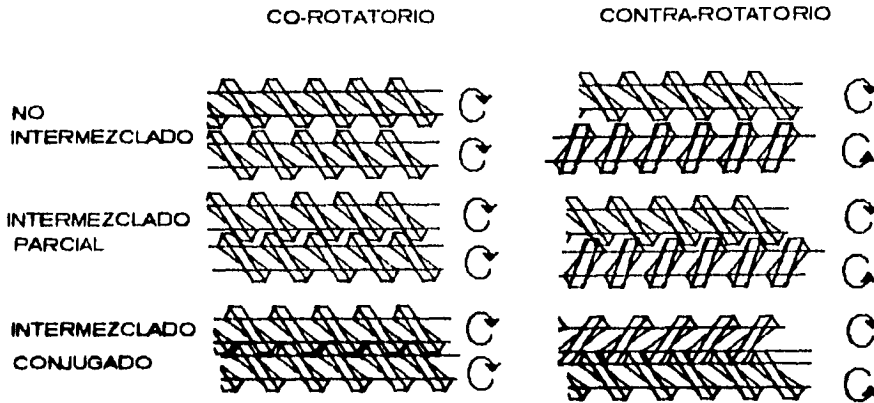 CO-ROTATORIO
CONTRA-ROTATORIO
NO
INTERMEZCLADO
INTERMEZCLADO
PARCIAL
INTERMEZCLADO
CONJUGADO